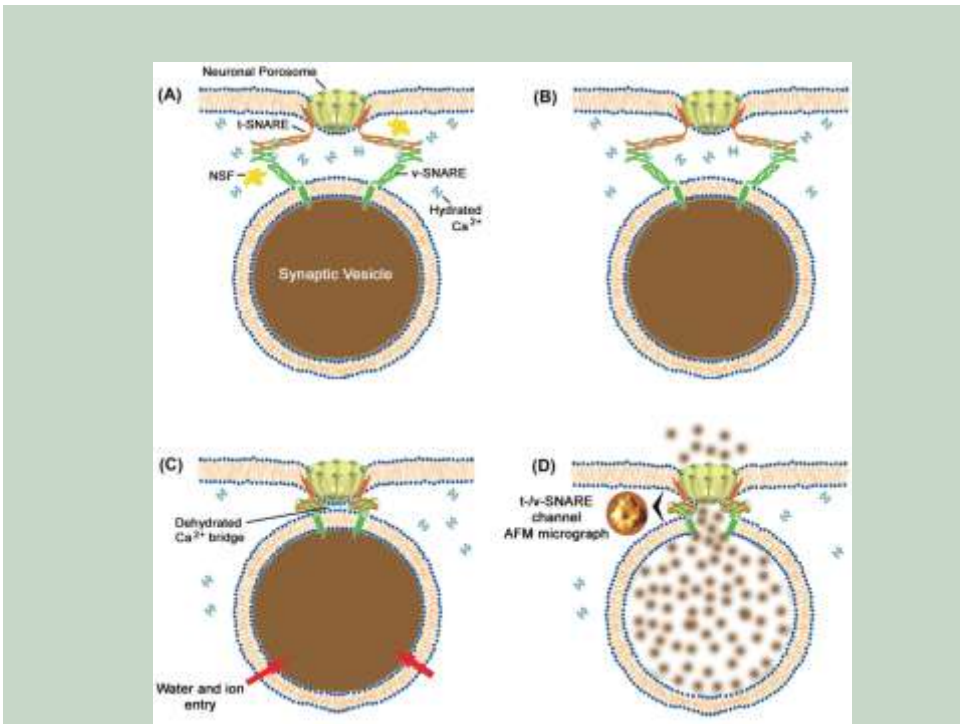 Neuronal Porosome
(A)
(B)
t-SNARE
NSF
v-SNARE
Hydrated
Ca2+
Synaptic Vesicle
(C)
(D)
t-/v-SNARE
channel
AFM micrograph
Dehydrated
Ca2+ bridge
Water and ion
entry